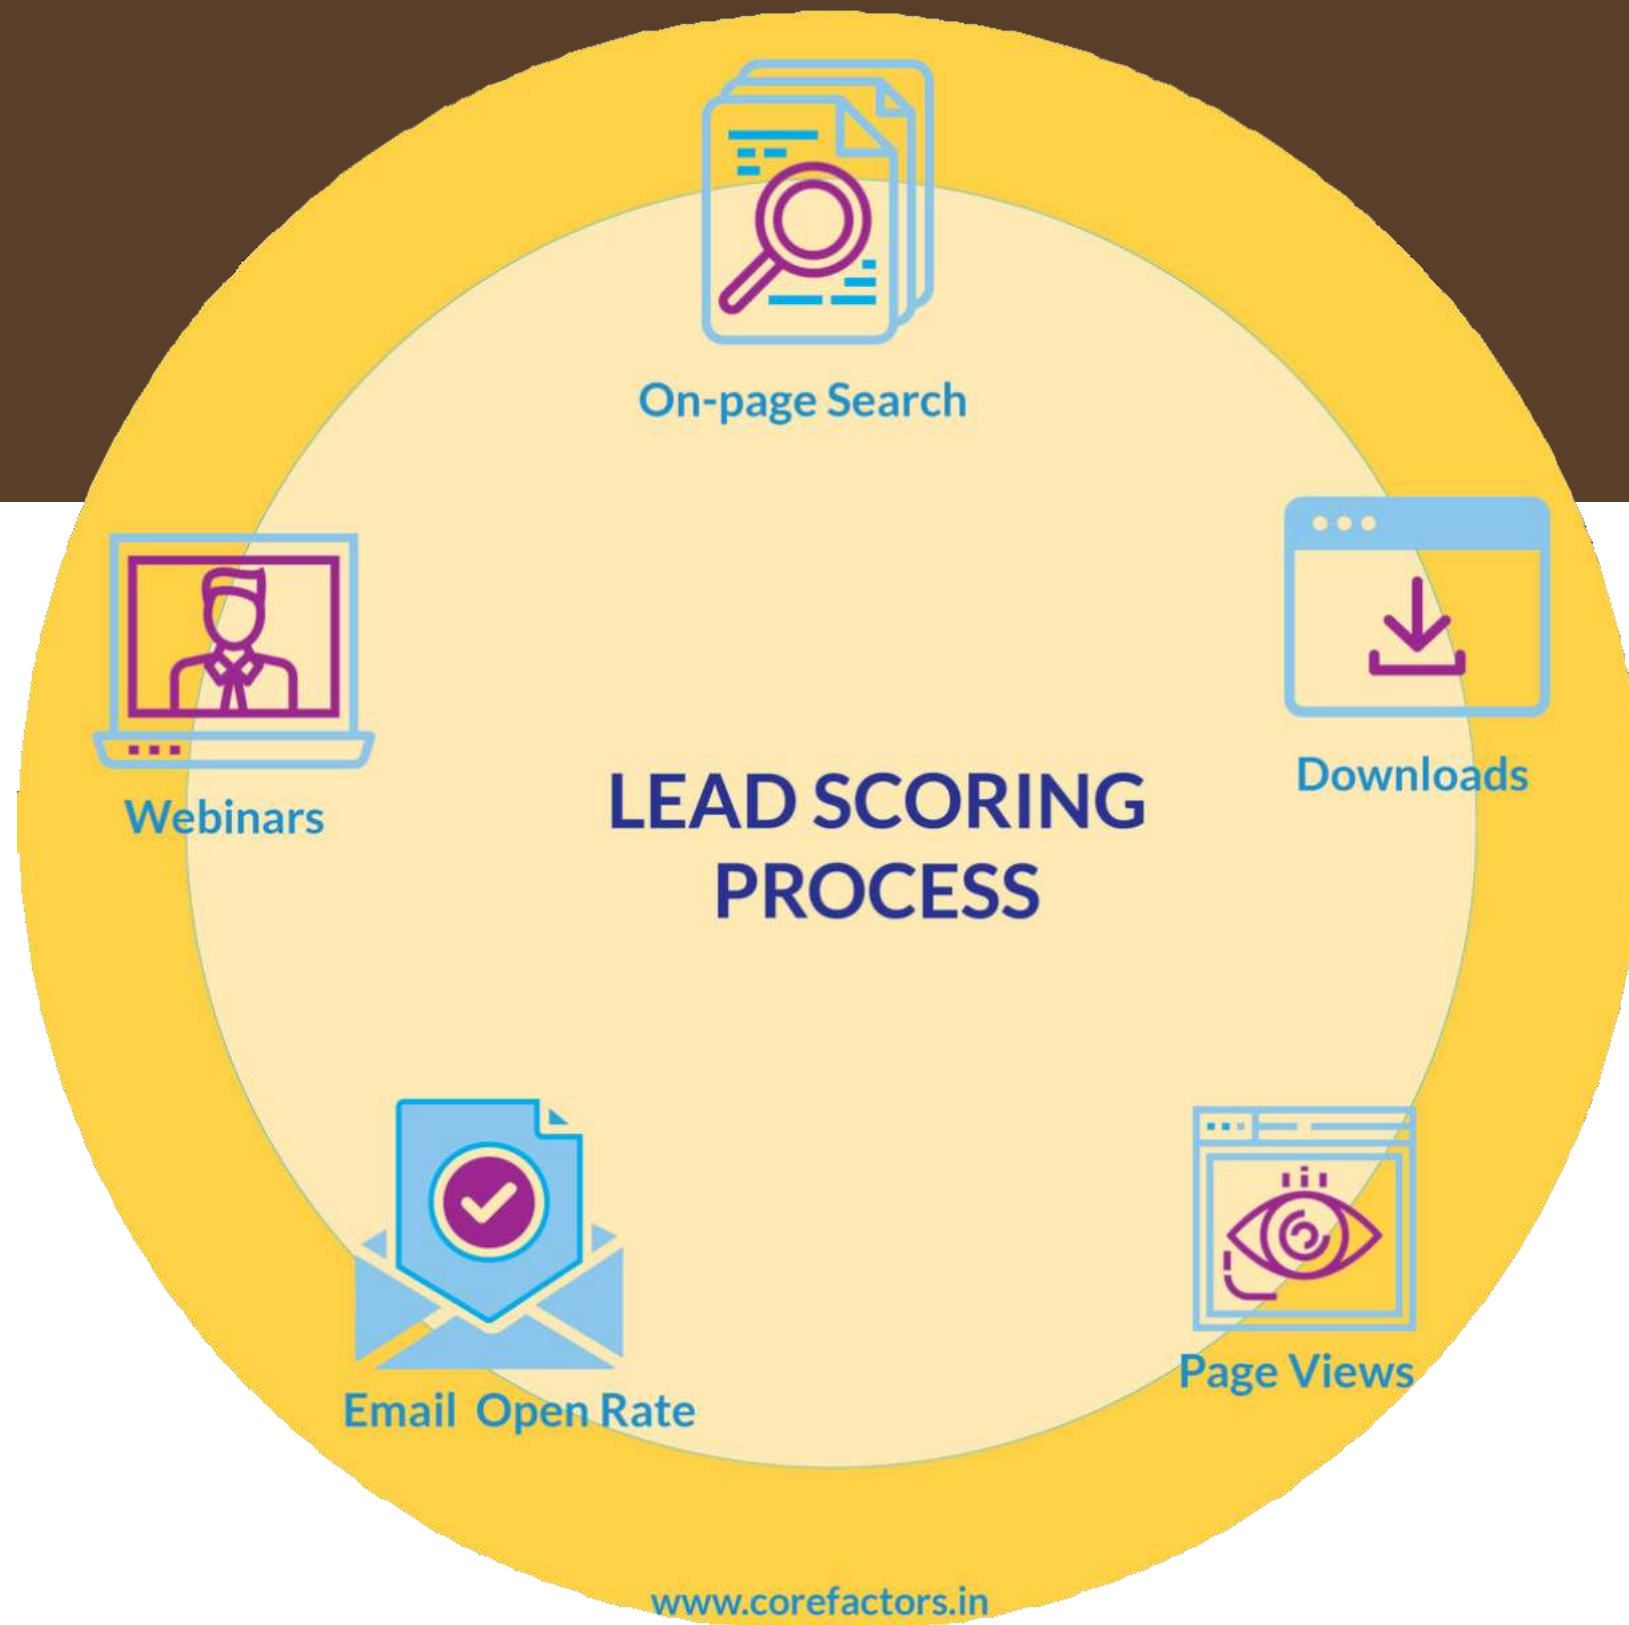 On-page Search
Downloads
Webinars
LEAD SCORING
PROCESS
Page Views
Email Open Rate
www.corefactors.in